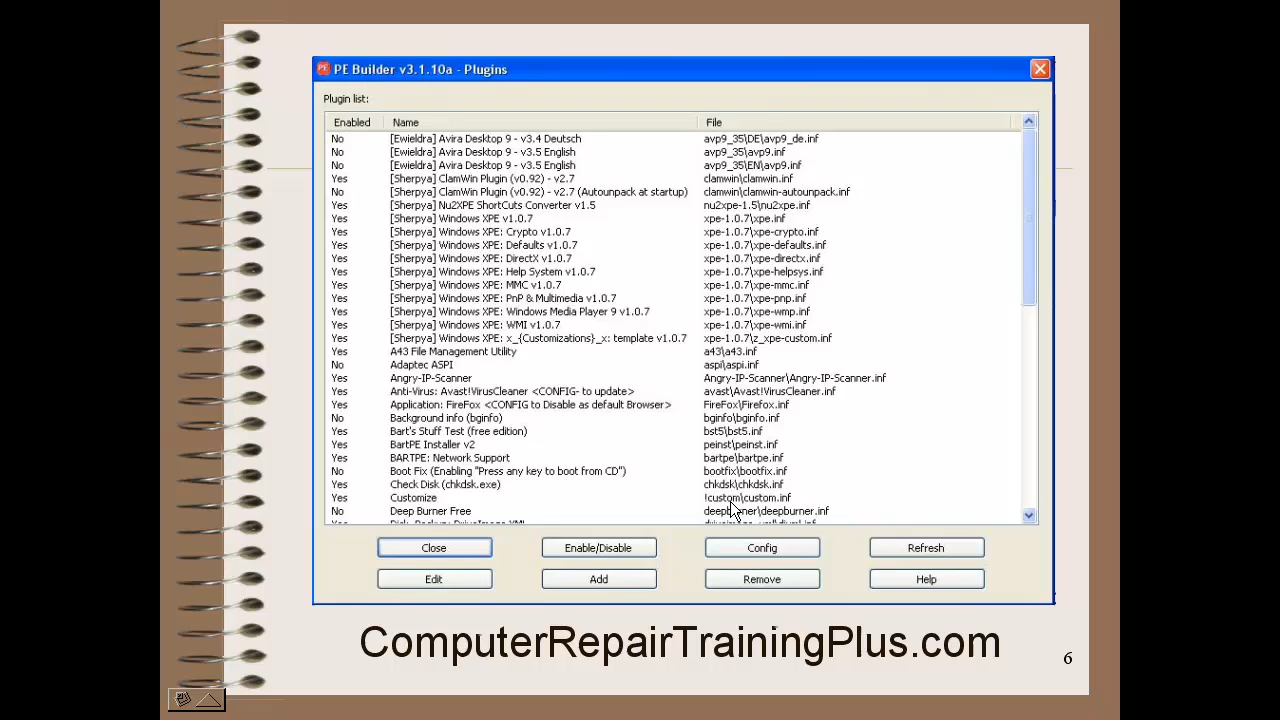 PE Builder v3.1.10a - Plugins
Plugin list:
Enabled Name File
No [Ewieldra] Avira Desktop 9 - v3.4 Deutsch avp9_35\DE\avp9_de.inf
No [Ewieldra] Avira Desktop 9 - v3.5 English avp9_35\avp9.inf
No [Ewieldra] Avira Desktop 9 - v3.5 English avp9_35\EN\avp9.inf
Yes [Sherpya] ClamWin Plugin (v0.92) - v2.7 clamwin\clamwin.inf
No [Sherpya] ClamWin Plugin (v0.92) - v2.7 (Autounpack at startup) clamwin\clamwin-autounpack.inf
Yes [Sherpya] Nu2XPE ShortCuts Converter v1.5 nu2xpe-1.5\nu2xpe.inf
Yes [Sherpya] Windows XPE v1.0.7 xpe-1.0.7\xpe.inf
Yes [Sherpya] Windows XPE: Crypto v1.0.7 xpe-1.0.7\xpe-crypto.inf
Yes [Sherpya] Windows XPE: Defaults v1.0.7 xpe-1.0.7\xpe-defaults.inf
Yes [Sherpya] Windows XPE: DirectX v1.0.7 xpe-1.0.7\xpe-directx.inf
Yes [Sherpya] Windows XPE: Help System v1.0.7 xpe-1.0.7\xpe-helpsys.inf
Yes [Sherpya] Windows XPE: MMC v1.0.7 xpe-1.0.7\xpe-mmc.inf
Yes [Sherpya] Windows XPE: PnP & Multimedia v1.0.7 xpe-1.0.7\xpe-pnp.inf
Yes [Sherpya] Windows XPE: Windows Media Player 9 v1.0.7 xpe-1.0.7\xpe-wmp.inf
Yes [Sherpya] Windows XPE: WMI v1.0.7 xpe-1.0.7\xpe-wmi.inf
Yes [Sherpya] Windows XPE: x_{Customizations}_x: template v1.0.7 xpe-1.0.7\z_xpe-custom.inf
Yes A43 File Management Utility a43\a43.inf
No Adaptec ASPI aspi\aspi.inf
Yes Angry-IP-Scanner Angry-IP-Scanner\Angry-IP-Scanner.inf
Yes Anti-Virus: Avast!VirusCleaner <CONFIG- to update> avast\Avast!VirusCleaner.inf
Yes Application: FireFox <CONFIG to Disable as default Browser> FireFox\Firefox.inf
No Background info (bginfo) bginfo\bginfo.inf
Yes Bart's Stuff Test (free edition) bst5\bst5.inf
Yes BartPE Installer v2 peinst\peinst.inf
Yes BARTPE: Network Support bartpe\bartpe.inf
No Boot Fix (Enabling "Press any key to boot from CD") bootfix\bootfix.inf
Yes Check Disk (chkdsk.exe) chkdsk\chkdsk.inf
Yes Customize !custom\custom.inf
No Deep Burner Free deepburner\deepburner.inf
Close Enable/Disable Config Refresh
Edit Add Remove Help
ComputerRepairTrainingPlus.com
6